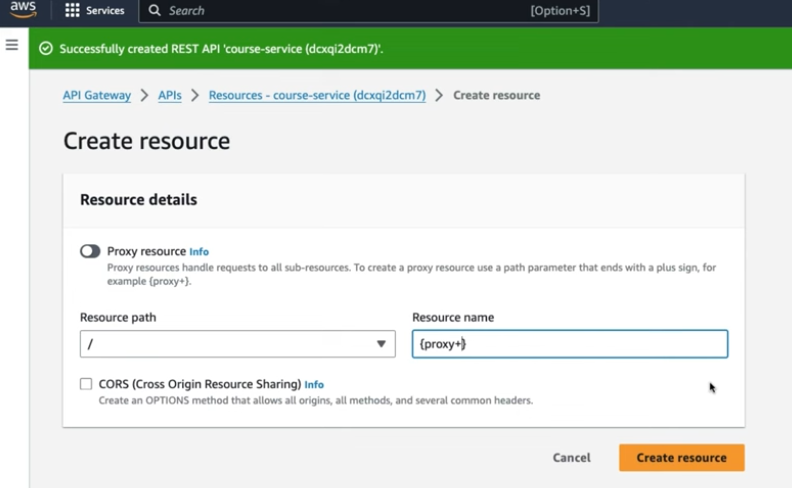 aws
Services
Search
[Option+S]
Successfully created REST API 'course-service (dcxqi2dcm7)'.
API Gateway > APIs > Resources - course-service (dcxqi2dcm7) > Create resource
Create resource
Resource details
Proxy resource Info
Proxy resources handle requests to all sub-resources. To create a proxy resource use a path parameter that ends with a plus sign, for
example {proxy+}.
Resource path
/
Resource name
{proxy+}
CORS (Cross Origin Resource Sharing) Info
Create an OPTIONS method that allows all origins, all methods, and several common headers.
Cancel
Create resource